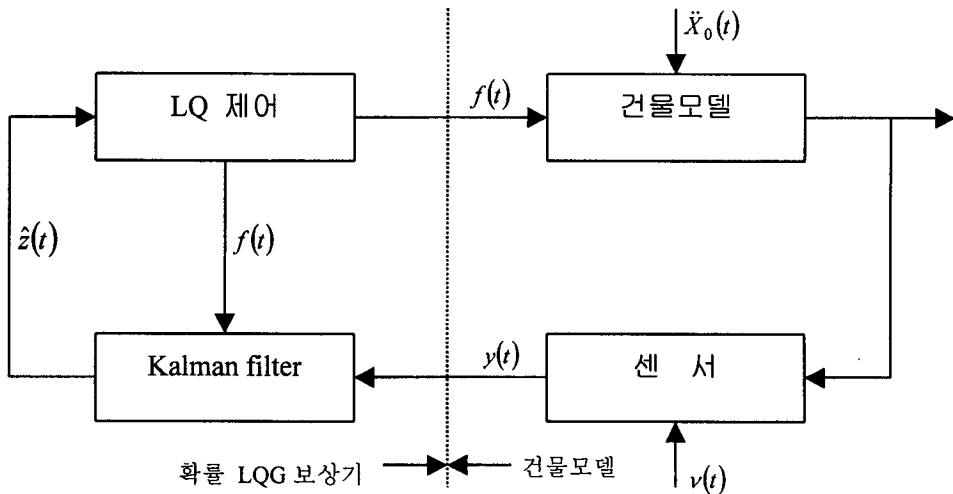 Ẍ₀(t)
LQ 제어
f(t)
건물모델
ẑ(t)
f(t)
Kalman filter
y(t)
센 서
확률 LQG 보상기
건물모델
v(t)